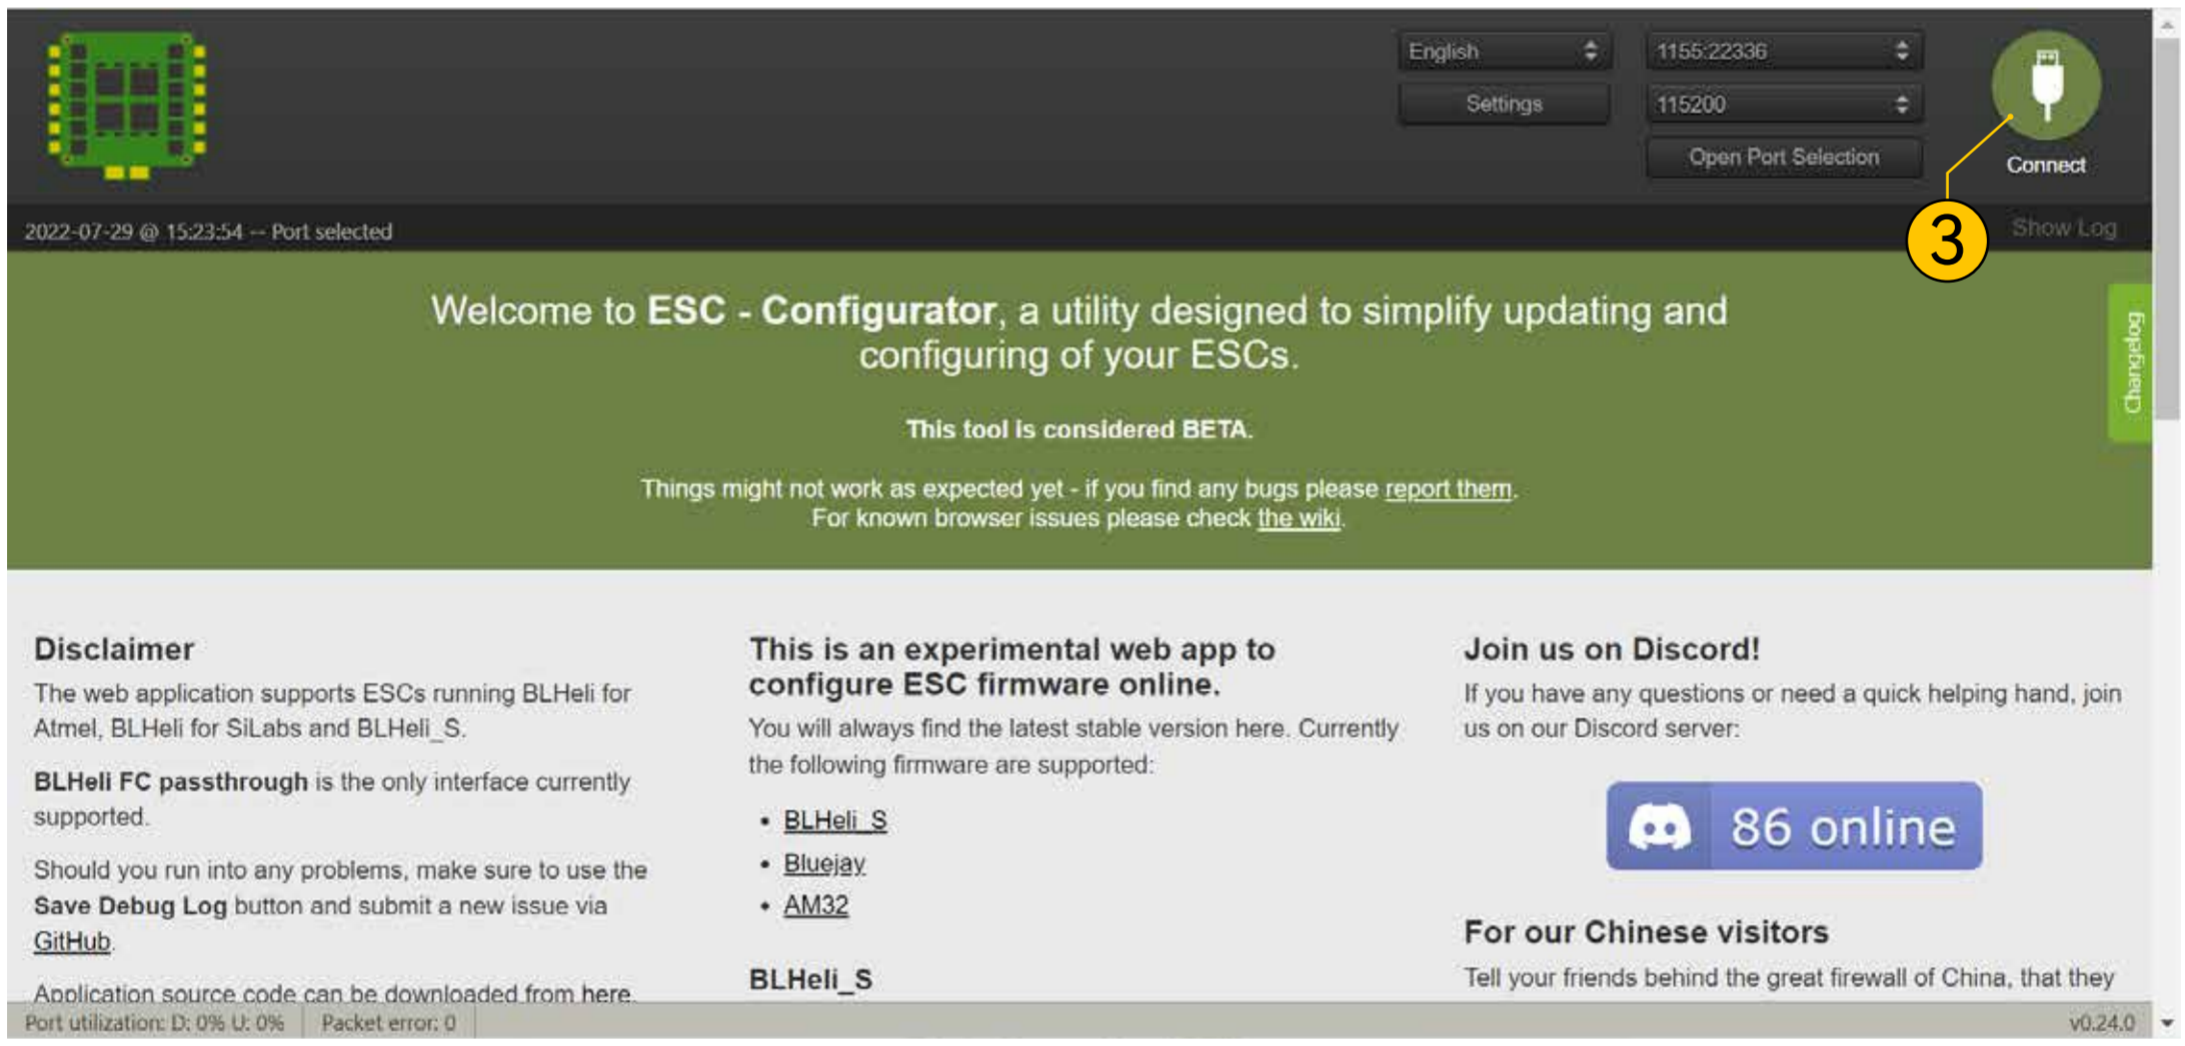 English
1155:22336
Settings
115200
Open Port Selection
Connect
3
2022-07-29 @ 15:23:54 -- Port selected
Show Log
Welcome to ESC - Configurator, a utility designed to simplify updating and
configuring of your ESCs.
This tool is considered BETA.
Things might not work as expected yet - if you find any bugs please report them.
For known browser issues please check the wiki.
Changelog
Disclaimer
The web application supports ESCs running BLHeli for
Atmel, BLHeli for SiLabs and BLHeli_S.
BLHeli FC passthrough is the only interface currently
supported.
Should you run into any problems, make sure to use the
Save Debug Log button and submit a new issue via
GitHub.
Application source code can be downloaded from here.
This is an experimental web app to
configure ESC firmware online.
You will always find the latest stable version here. Currently
the following firmware are supported:
• BLHeli_S
• Bluejay
• AM32
BLHeli_S
Join us on Discord!
If you have any questions or need a quick helping hand, join
us on our Discord server:
86 online
For our Chinese visitors
Tell your friends behind the great firewall of China, that they
Port utilization: D: 0% U: 0%
Packet error: 0
v0.24.0